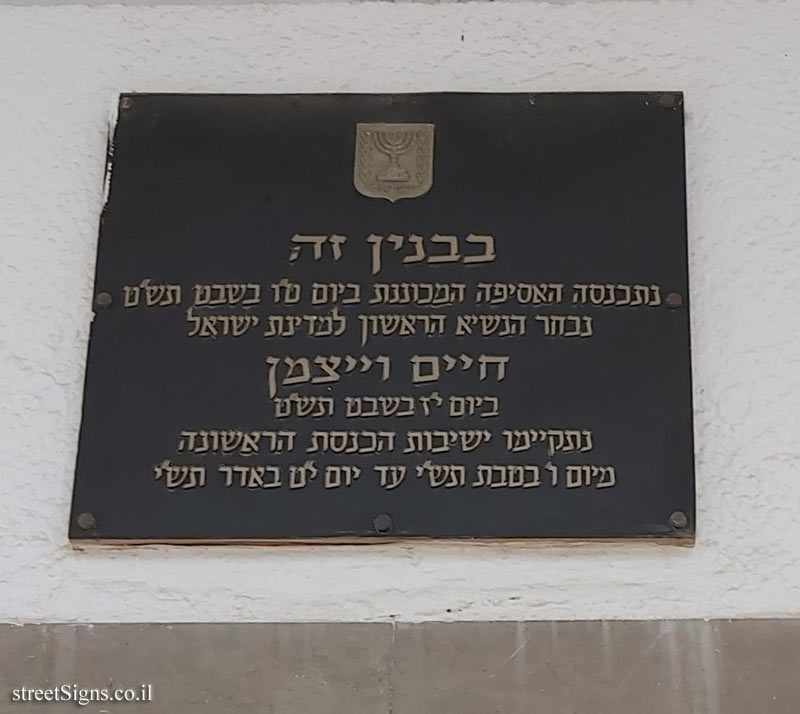 בבנין זה
נתכנסה האסיפה המכוננת ביום ט"ו בשבט תש"ט
נבחר הנשיא הראשון למדינת ישראל
חיים וייצמן
ביום י"ז בשבט תש"ט
נתקיימו ישיבות הכנסת הראשונה
מיום ו' בטבת תש"י עד יום י"ט באדר תש"י
streetSigns.co.il